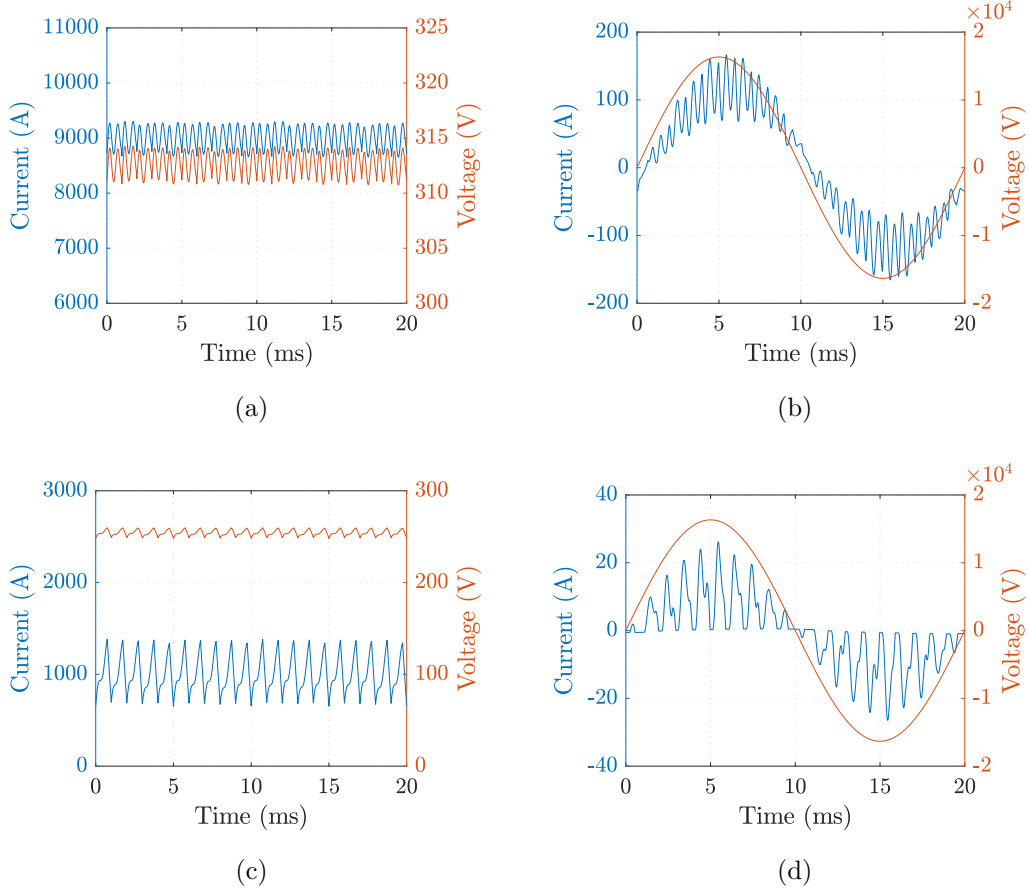 11000
10000
9000
8000
7000
6000
Current (A)
325
320
315
310
305
300
Voltage (V)
0 5 10 15 20
Time (ms)
(a)
×10⁴
200
100
0
-100
-200
Current (A)
2
1
0
-1
-2
Voltage (V)
0 5 10 15 20
Time (ms)
(b)
3000
2000
1000
0
Current (A)
300
200
100
0
Voltage (V)
0 5 10 15 20
Time (ms)
(c)
×10⁴
40
20
0
-20
-40
Current (A)
2
1
0
-1
-2
Voltage (V)
0 5 10 15 20
Time (ms)
(d)